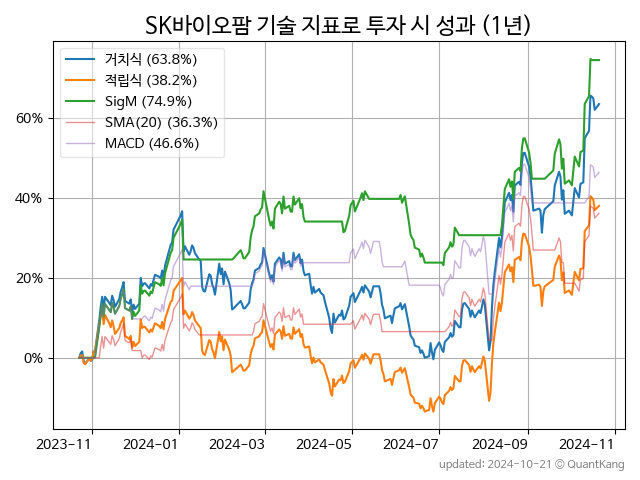 SK바이오팜 기술 지표로 투자 시 성과 (1년)
거치식 (63.8%)
적립식 (38.2%)
SigM (74.9%)
SMA(20) (36.3%)
MACD (46.6%)
60%
40%
20%
0%
2023-11 2024-01 2024-03 2024-05 2024-07 2024-09 2024-11
updated: 2024-10-21 © QuantKang